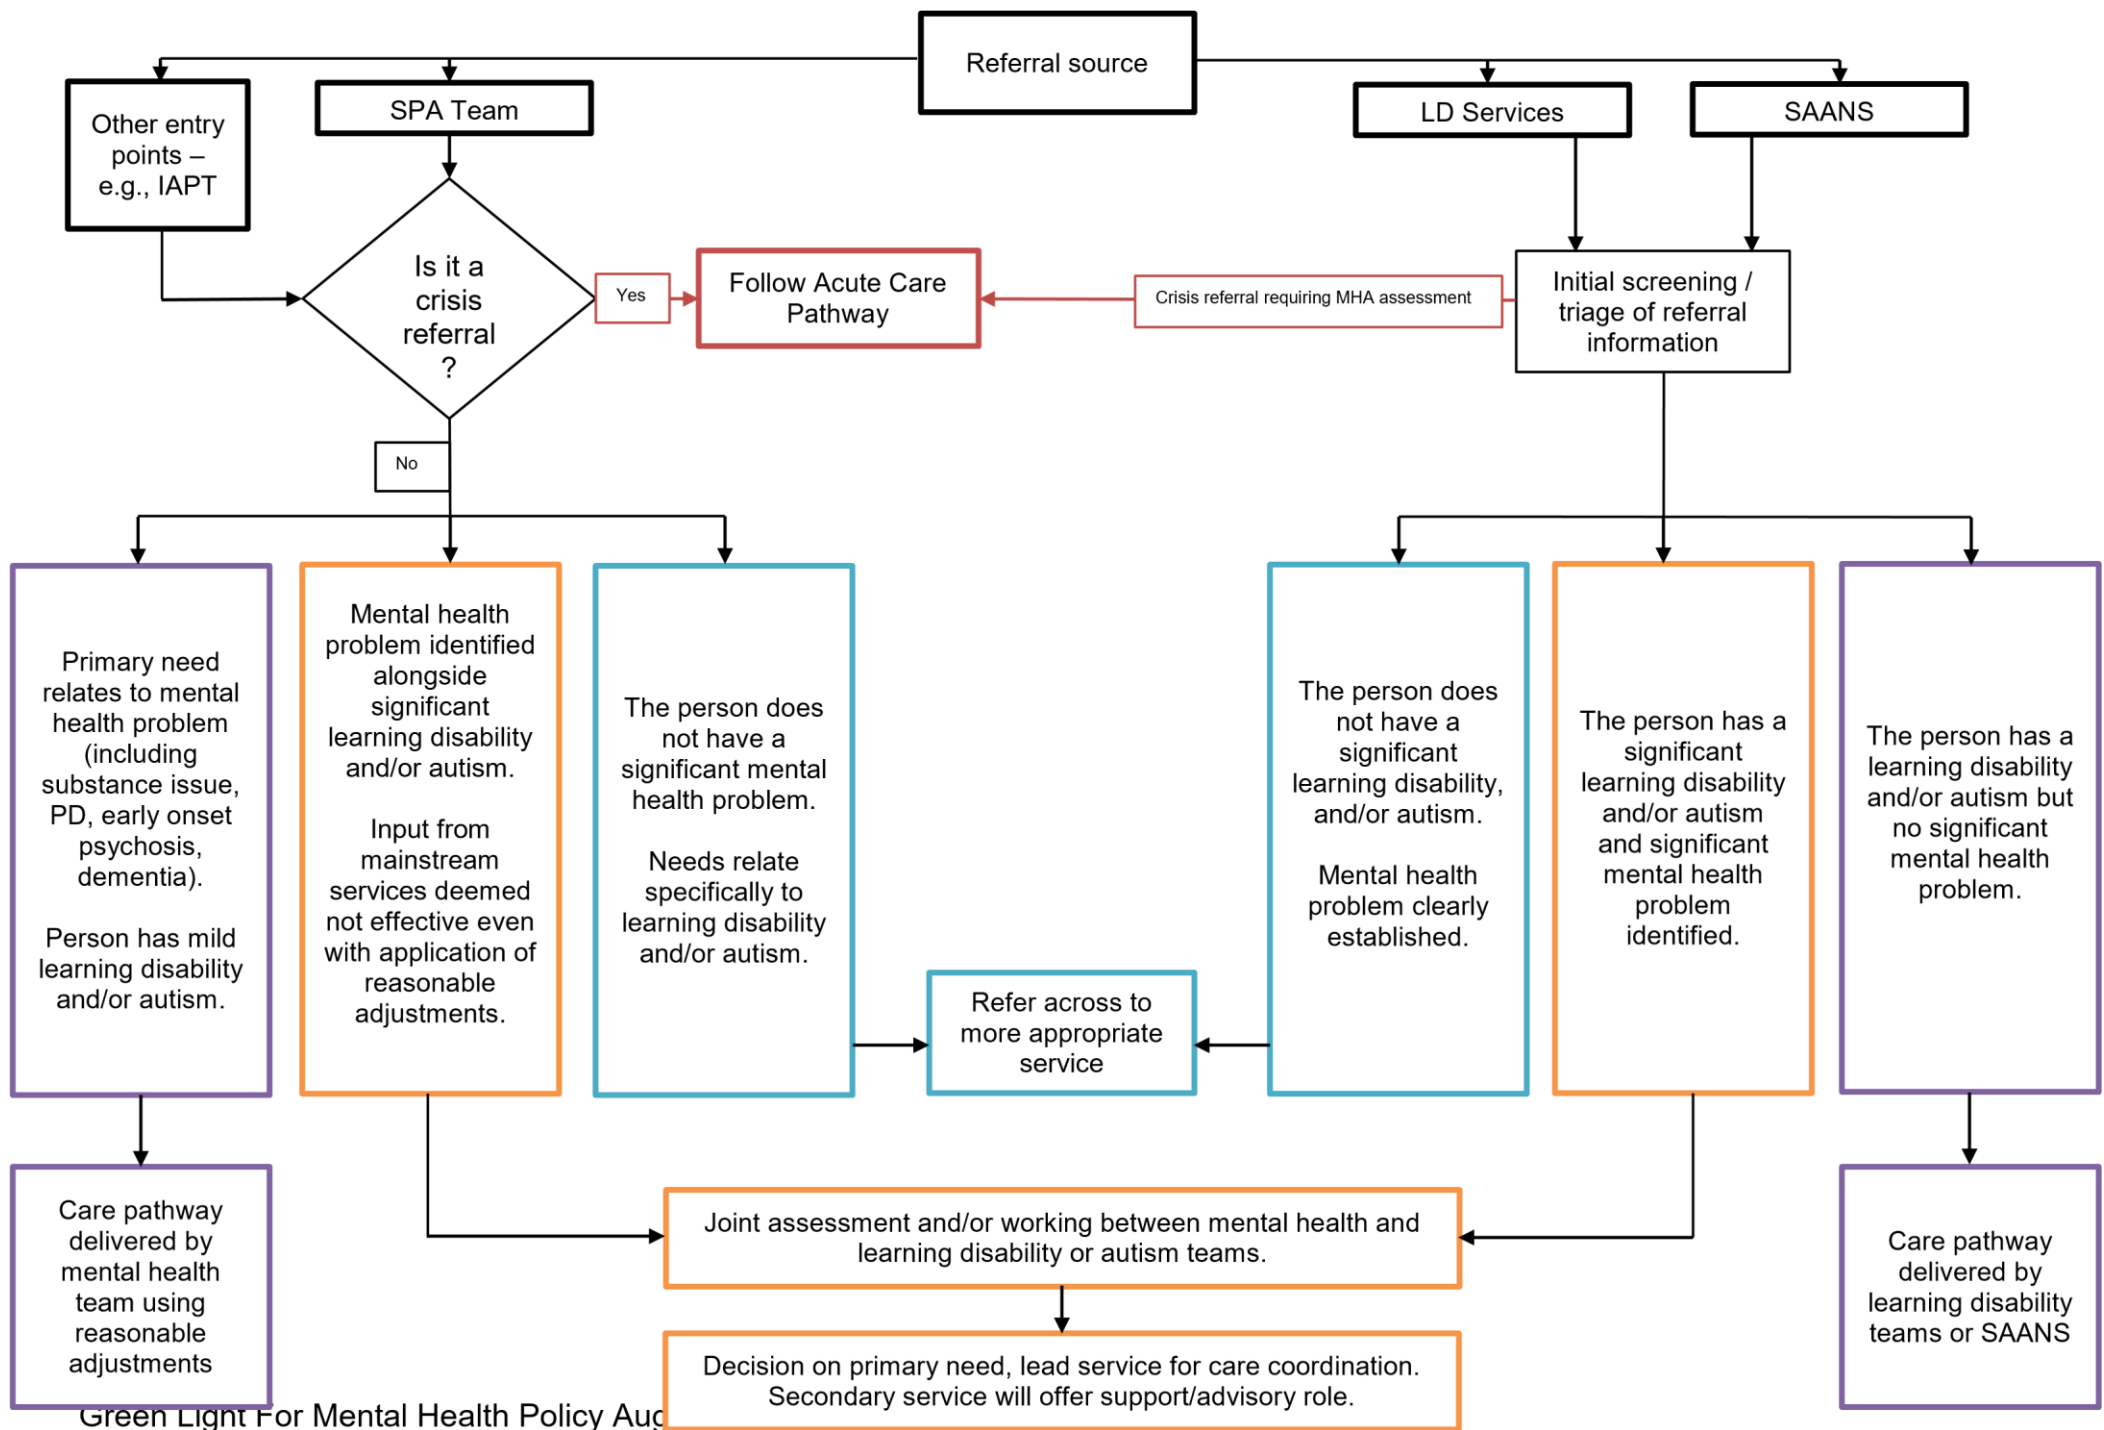 Referral source
Other entry
points –
e.g., IAPT
SPA Team
LD Services
SAANS
Is it a
crisis
referral
?
Yes
Follow Acute Care
Pathway
Crisis referral requiring MHA assessment
Initial screening /
triage of referral
information
No
Primary need
relates to mental
health problem
(including
substance issue,
PD, early onset
psychosis,
dementia).
Person has mild
learning disability
and/or autism.
Mental health
problem identified
alongside
significant
learning disability
and/or autism.
Input from
mainstream
services deemed
not effective even
with application of
reasonable
adjustments.
The person does
not have a
significant mental
health problem.
Needs relate
specifically to
learning disability
and/or autism.
Refer across to
more appropriate
service
The person does
not have a
significant
learning disability,
and/or autism.
Mental health
problem clearly
established.
The person has a
significant
learning disability
and/or autism
and significant
mental health
problem
identified.
The person has a
learning disability
and/or autism but
no significant
mental health
problem.
Care pathway
delivered by
mental health
team using
reasonable
adjustments
Joint assessment and/or working between mental health and
learning disability or autism teams.
Care pathway
delivered by
learning disability
teams or SAANS
Decision on primary need, lead service for care coordination.
Secondary service will offer support/advisory role.
Green Light For Mental Health Policy Aug